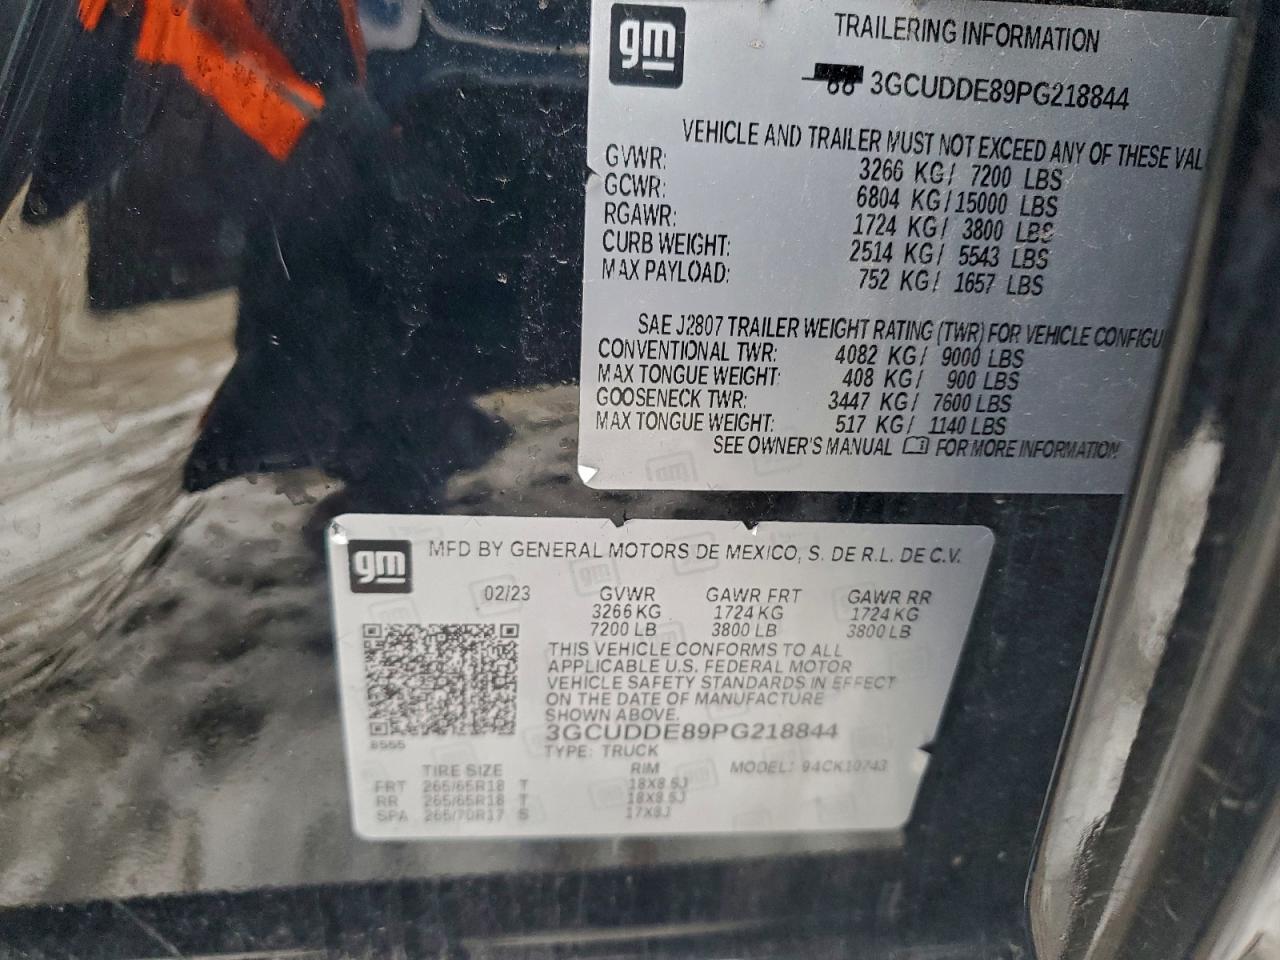 gm
TRAILERING INFORMATION
3GCUDDE89PG218844
VEHICLE AND TRAILER MUST NOT EXCEED ANY OF THESE VAL
GVWR: 3266 KG/ 7200 LBS
GCWR: 6804 KG/15000 LBS
RGAWR: 1724 KG/ 3800 LBS
CURB WEIGHT: 2514 KG/ 5543 LBS
MAX PAYLOAD: 752 KG/ 1657 LBS
SAE J2807 TRAILER WEIGHT RATING (TWR) FOR VEHICLE CONFIGU
CONVENTIONAL TWR: 4082 KG/ 9000 LBS
MAX TONGUE WEIGHT: 408 KG/ 900 LBS
GOOSENECK TWR: 3447 KG/ 7600 LBS
MAX TONGUE WEIGHT: 517 KG/ 1140 LBS
SEE OWNER'S MANUAL FOR MORE INFORMATION
gm
MFD BY GENERAL MOTORS DE MEXICO, S. DE R.L. DE C.V.
02/23 GVWR GAWR FRT GAWR RR
3266 KG 1724 KG 1724 KG
7200 LB 3800 LB 3800 LB
THIS VEHICLE CONFORMS TO ALL
APPLICABLE U.S. FEDERAL MOTOR
VEHICLE SAFETY STANDARDS IN EFFECT
ON THE DATE OF MANUFACTURE
SHOWN ABOVE.
3GCUDDE89PG218844
TYPE: TRUCK
MODEL: 94CK10743
TIRE SIZE RIM
FRT 265/65R18 T 18X8.5J
RR 265/65R18 T 18X8.5J
SPA 265/70R17 S 17X8J